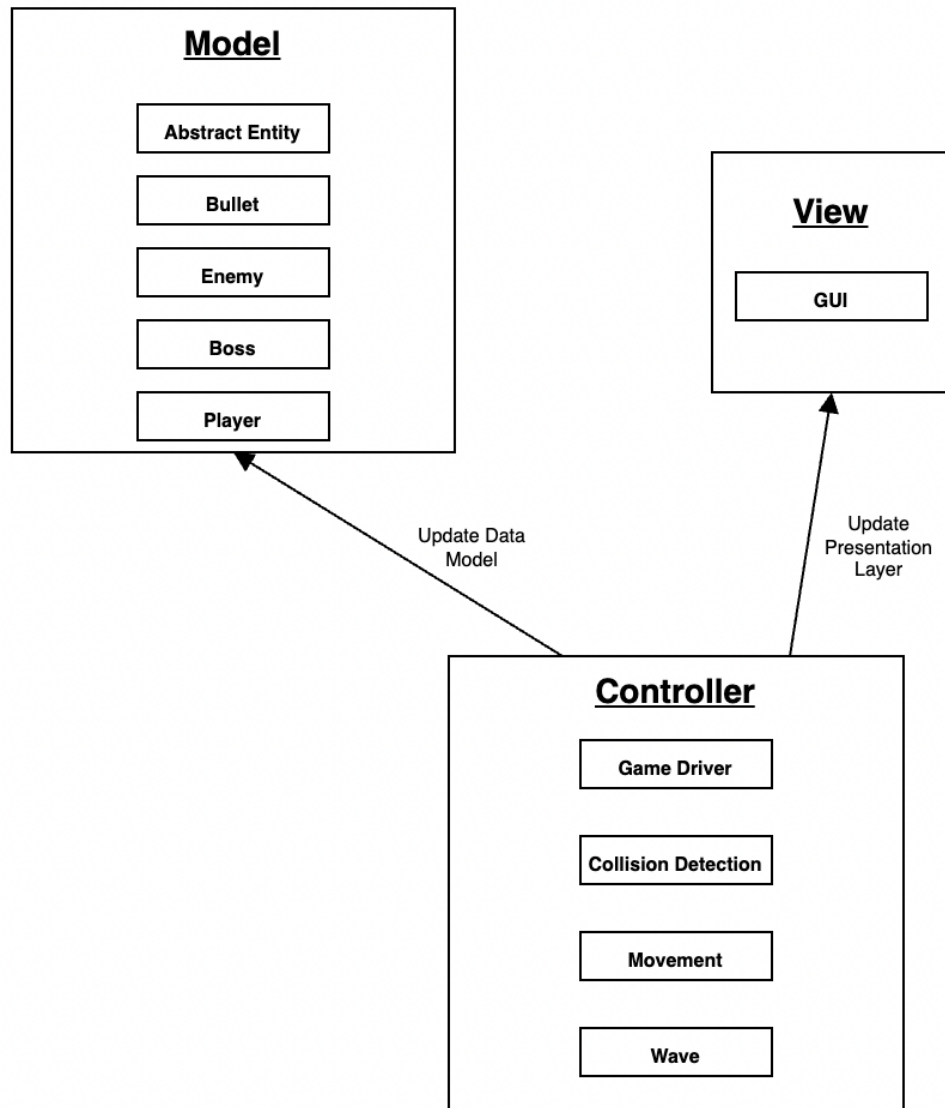 Model
Abstract Entity
Bullet
Enemy
Boss
Player
View
GUI
Update Data
Model
Update
Presentation
Layer
Controller
Game Driver
Collision Detection
Movement
Wave